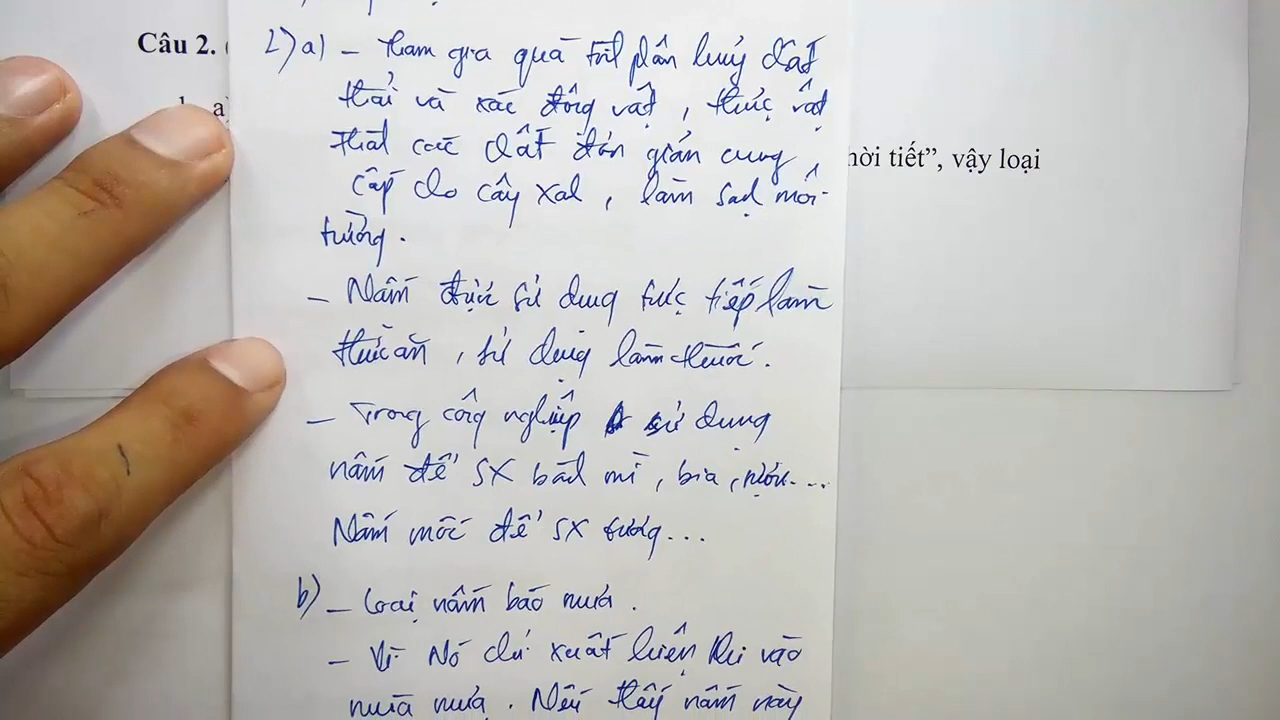 Câu 2. (
1. a)
hời tiết”, vậy loại
2) a) – Tham gia quá trình phân huỷ chất
thải và xác động vật, thực vật
thành các chất đơn giản cung
cấp cho cây xanh, làm sạch môi
trường.
– Nấm được sử dụng trực tiếp làm
thức ăn, sử dụng làm thuốc.
– Trong công nghiệp sử dụng
nấm để SX bánh mì, bia, rượu...
Nấm mốc để SX tương...
b) – Loại nấm báo mưa.
– Vì Nó chỉ xuất hiện khi vào
mùa mưa. Nếu thấy nấm này